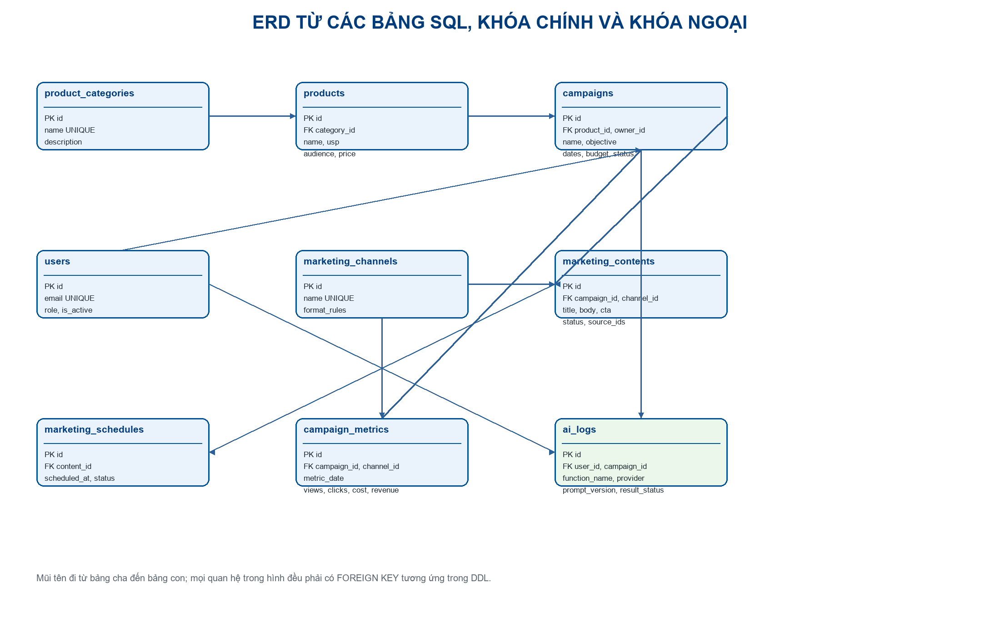 ERD TỪ CÁC BẢNG SQL, KHÓA CHÍNH VÀ KHÓA NGOẠI
product_categories
PK id
name UNIQUE
description
products
PK id
FK category_id
name, usp
audience, price
campaigns
PK id
FK product_id, owner_id
name, objective
dates, budget, status
users
PK id
email UNIQUE
role, is_active
marketing_channels
PK id
name UNIQUE
format_rules
marketing_contents
PK id
FK campaign_id, channel_id
title, body, cta
status, source_ids
marketing_schedules
PK id
FK content_id
scheduled_at, status
campaign_metrics
PK id
FK campaign_id, channel_id
metric_date
views, clicks, cost, revenue
ai_logs
PK id
FK user_id, campaign_id
function_name, provider
prompt_version, result_status
Mũi tên đi từ bảng cha đến bảng con; mọi quan hệ trong hình đều phải có FOREIGN KEY tương ứng trong DDL.